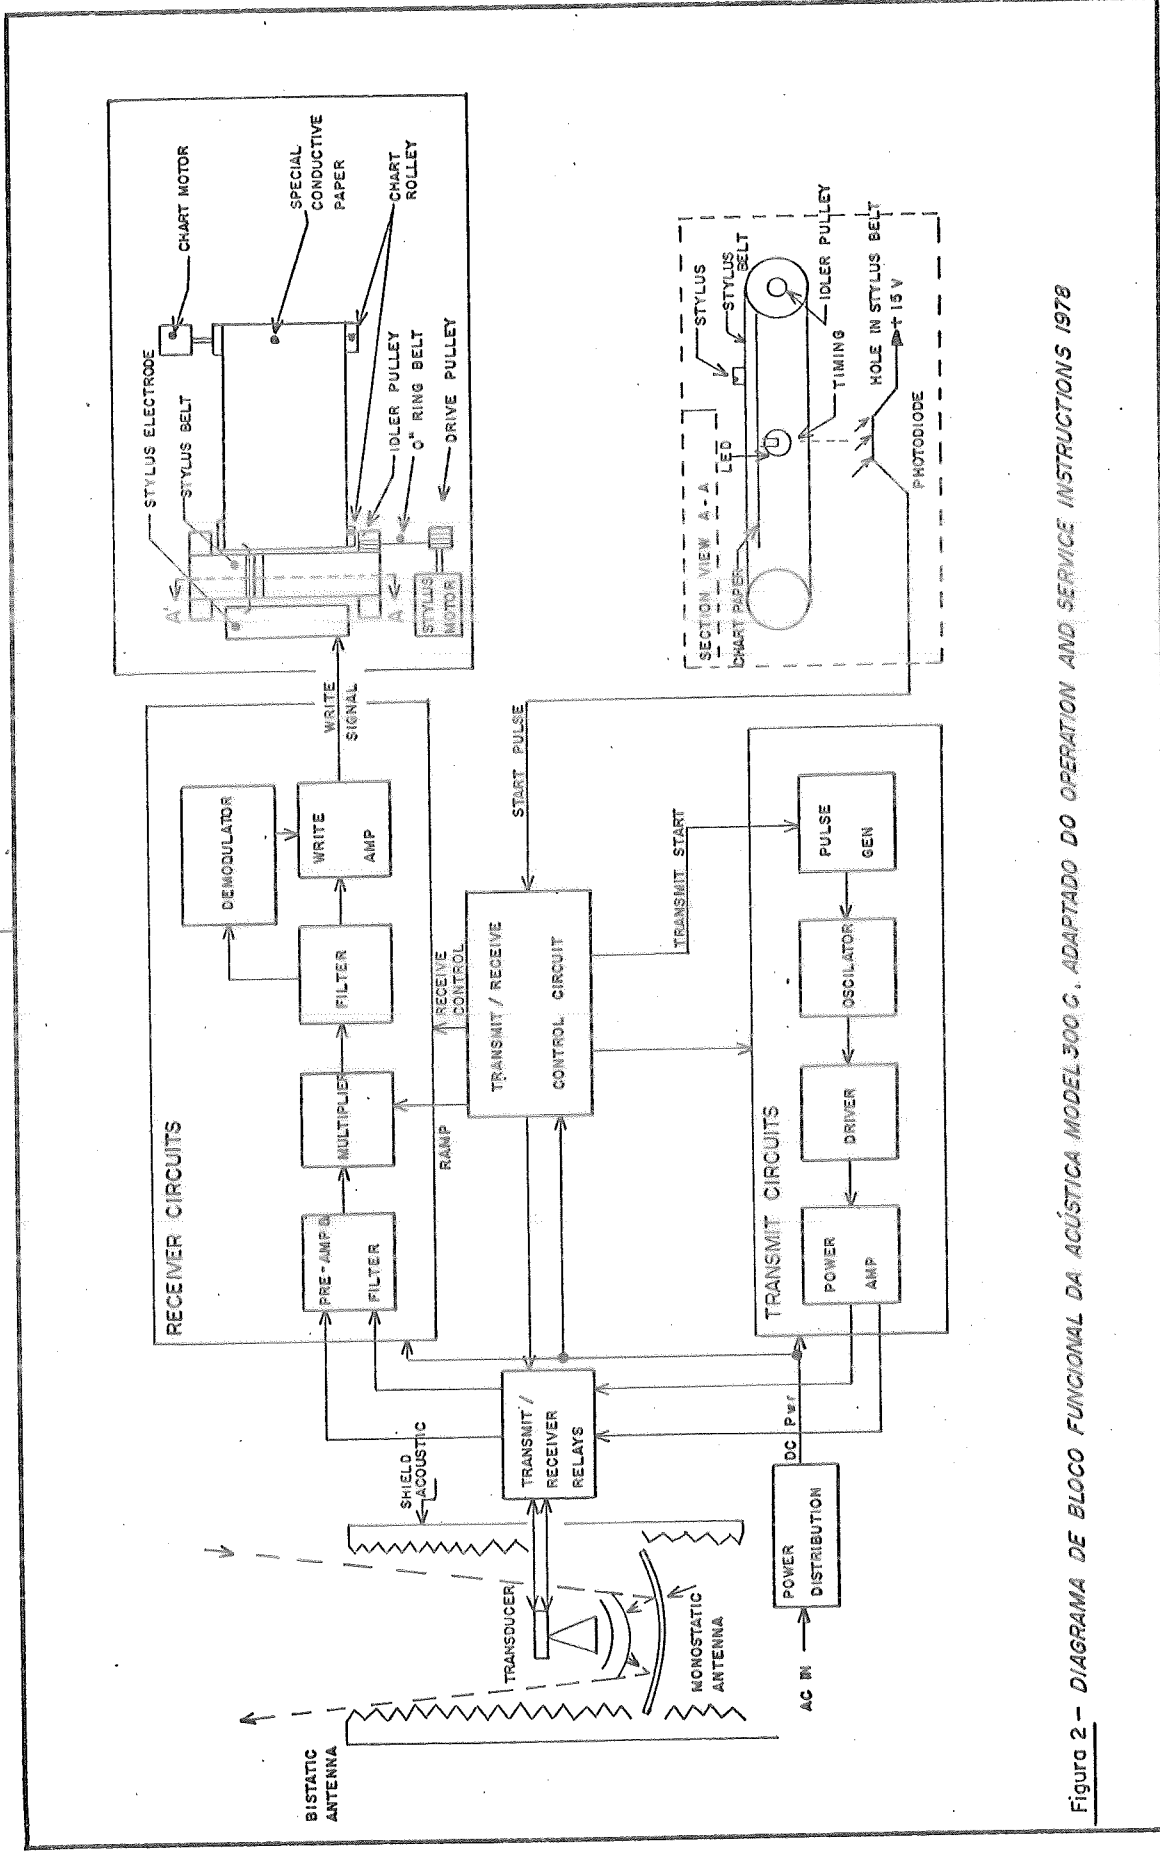 BISTATIC
ANTENNA
SHIELD
ACOUSTIC
TRANSDUCER
MONOSTATIC
ANTENNA
AC IN
POWER
DISTRIBUTION
DC Pwr
TRANSMIT /
RECEIVER
RELAYS
RECEIVER CIRCUITS
PRE-AMP &
FILTER
MULTIPLIER
FILTER
DEMODULATOR
WRITE
AMP
WRITE
SIGNAL
RAMP
RECEIVE
CONTROL
TRANSMIT / RECEIVE
CONTROL CIRCUIT
START PULSE
TRANSMIT START
TRANSMIT CIRCUITS
POWER
AMP
DRIVER
OSCILATOR
PULSE
GEN
STYLUS ELECTRODE
STYLUS BELT
CHART MOTOR
SPECIAL
CONDUCTIVE
PAPER
CHART
ROLLEY
IDLER PULLEY
O" RING BELT
DRIVE PULLEY
A'
A
STYLUS
MOTOR
SECTION VIEW A-A
CHART PAPER
LED
STYLUS
STYLUS
BELT
IDLER PULLEY
TIMING
HOLE IN STYLUS BELT
+15 V
PHOTODIODE
Figura 2 - DIAGRAMA DE BLOCO FUNCIONAL DA ACÚSTICA MODEL 300 C. ADAPTADO DO OPERATION AND SERVICE INSTRUCTIONS 1978